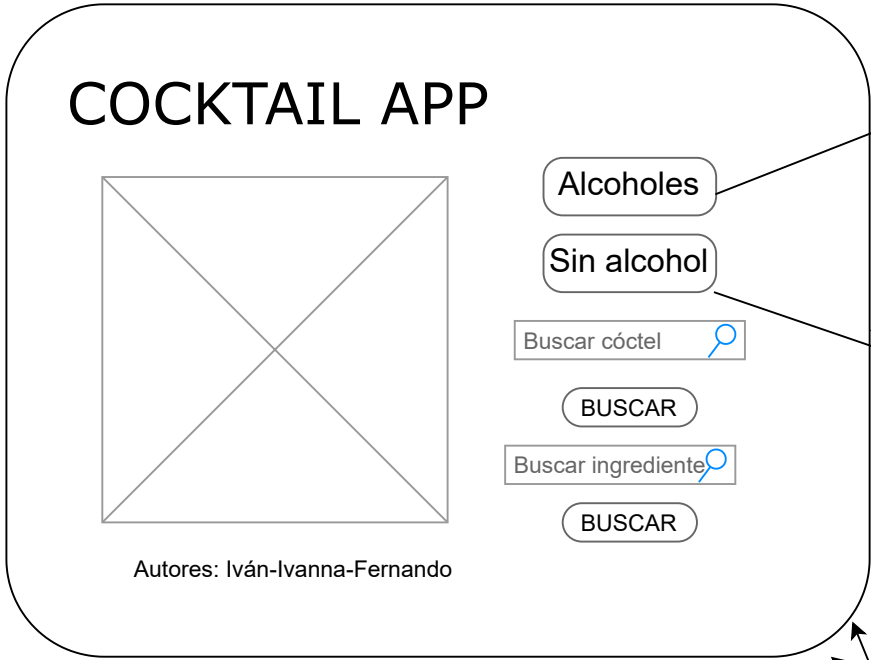 COCKTAIL APP
Alcoholes
Sin alcohol
Buscar cóctel
BUSCAR
Buscar ingrediente
BUSCAR
Autores: Iván-Ivanna-Fernando